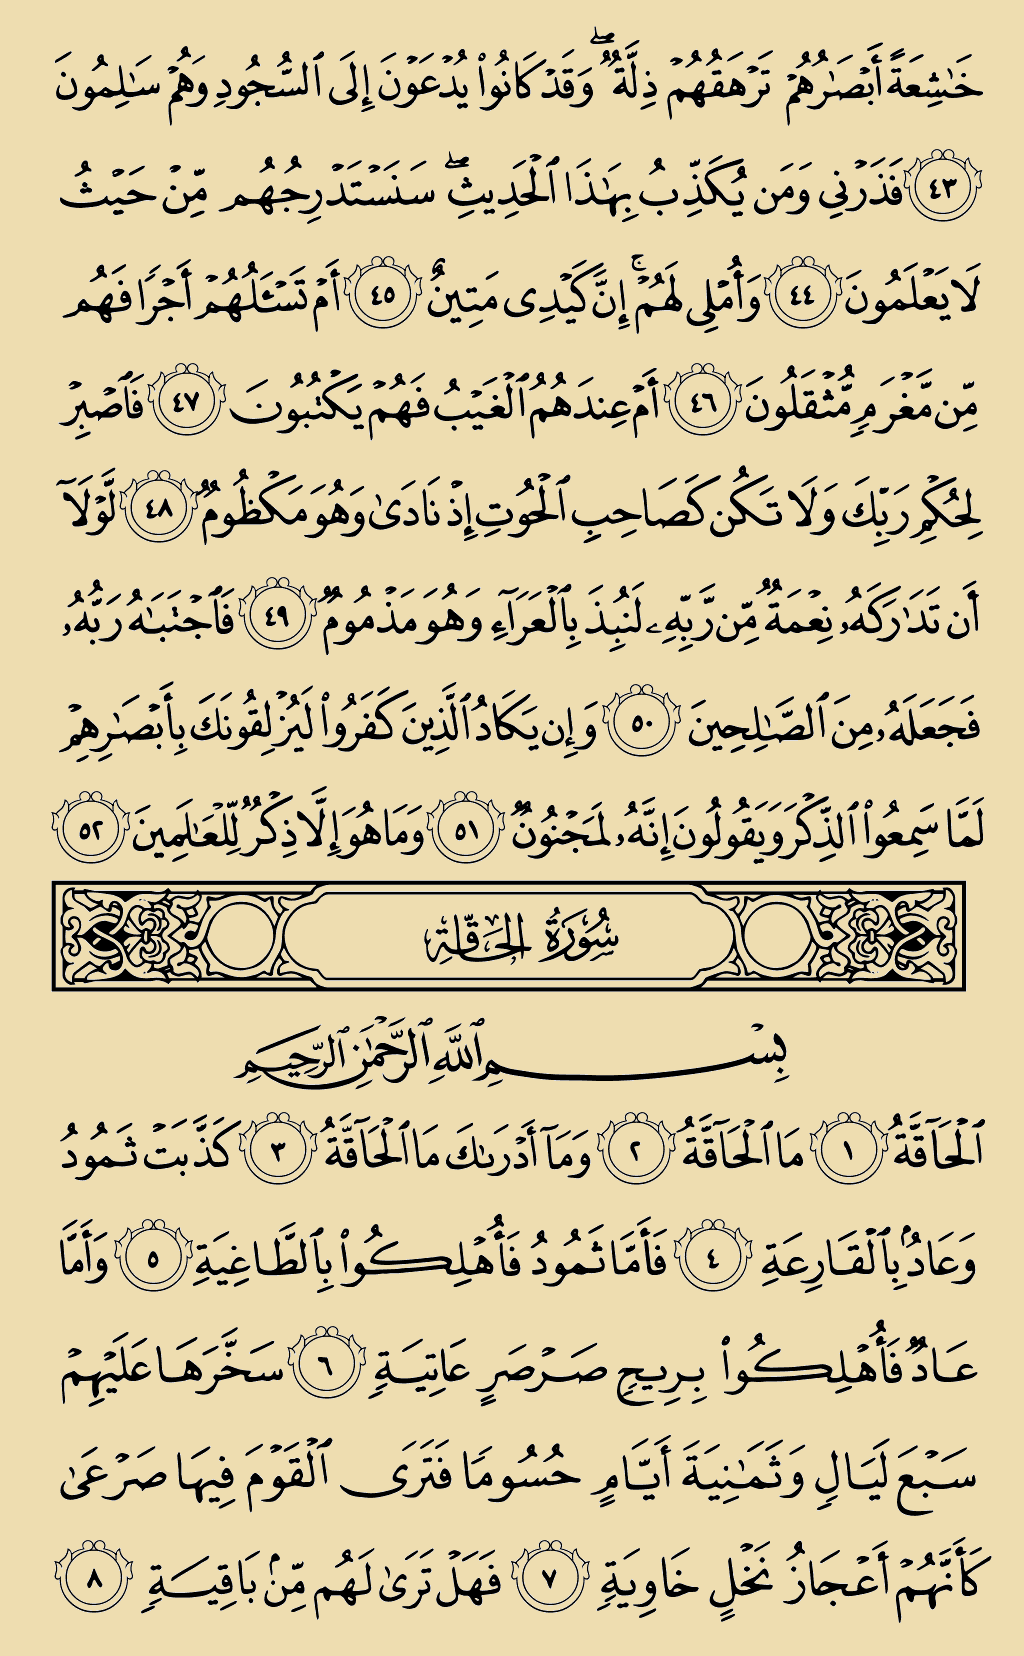 خَٰشِعَةً أَبۡصَٰرُهُمۡ تَرۡهَقُهُمۡ ذِلَّةٞۖ وَقَدۡ كَانُواْ يُدۡعَوۡنَ إِلَى ٱلسُّجُودِ وَهُمۡ سَٰلِمُونَ
٤٣ فَذَرۡنِي وَمَن يُكَذِّبُ بِهَٰذَا ٱلۡحَدِيثِۖ سَنَسۡتَدۡرِجُهُم مِّنۡ حَيۡثُ
لَا يَعۡلَمُونَ ٤٤ وَأُمۡلِي لَهُمۡۚ إِنَّ كَيۡدِي مَتِينٌ ٤٥ أَمۡ تَسۡـَٔلُهُمۡ أَجۡرٗا فَهُم
مِّن مَّغۡرَمٖ مُّثۡقَلُونَ ٤٦ أَمۡ عِندَهُمُ ٱلۡغَيۡبُ فَهُمۡ يَكۡتُبُونَ ٤٧ فَٱصۡبِرۡ
لِحُكۡمِ رَبِّكَ وَلَا تَكُن كَصَاحِبِ ٱلۡحُوتِ إِذۡ نَادَىٰ وَهُوَ مَكۡظُومٞ ٤٨ لَّوۡلَآ
أَن تَدَٰرَكَهُۥ نِعۡمَةٞ مِّن رَّبِّهِۦ لَنُبِذَ بِٱلۡعَرَآءِ وَهُوَ مَذۡمُومٞ ٤٩ فَٱجۡتَبَٰهُ رَبُّهُۥ
فَجَعَلَهُۥ مِنَ ٱلصَّٰلِحِينَ ٥٠ وَإِن يَكَادُ ٱلَّذِينَ كَفَرُواْ لَيُزۡلِقُونَكَ بِأَبۡصَٰرِهِمۡ
لَمَّا سَمِعُواْ ٱلذِّكۡرَ وَيَقُولُونَ إِنَّهُۥ لَمَجۡنُونٞ ٥١ وَمَا هُوَ إِلَّا ذِكۡرٞ لِّلۡعَٰلَمِينَ ٥٢
سُورَةُ الحَاقَّةِ
بِسۡمِ ٱللَّهِ ٱلرَّحۡمَٰنِ ٱلرَّحِيمِ
ٱلۡحَآقَّةُ ١ مَا ٱلۡحَآقَّةُ ٢ وَمَآ أَدۡرَىٰكَ مَا ٱلۡحَآقَّةُ ٣ كَذَّبَتۡ ثَمُودُ
وَعَادُۢ بِٱلۡقَارِعَةِ ٤ فَأَمَّا ثَمُودُ فَأُهۡلِكُواْ بِٱلطَّاغِيَةِ ٥ وَأَمَّا
عَادٞ فَأُهۡلِكُواْ بِرِيحٖ صَرۡصَرٍ عَاتِيَةٖ ٦ سَخَّرَهَا عَلَيۡهِمۡ
سَبۡعَ لَيَالٖ وَثَمَٰنِيَةَ أَيَّامٍ حُسُومٗا فَتَرَى ٱلۡقَوۡمَ فِيهَا صَرۡعَىٰ
كَأَنَّهُمۡ أَعۡجَازُ نَخۡلٍ خَاوِيَةٖ ٧ فَهَلۡ تَرَىٰ لَهُم مِّنۢ بَاقِيَةٖ ٨